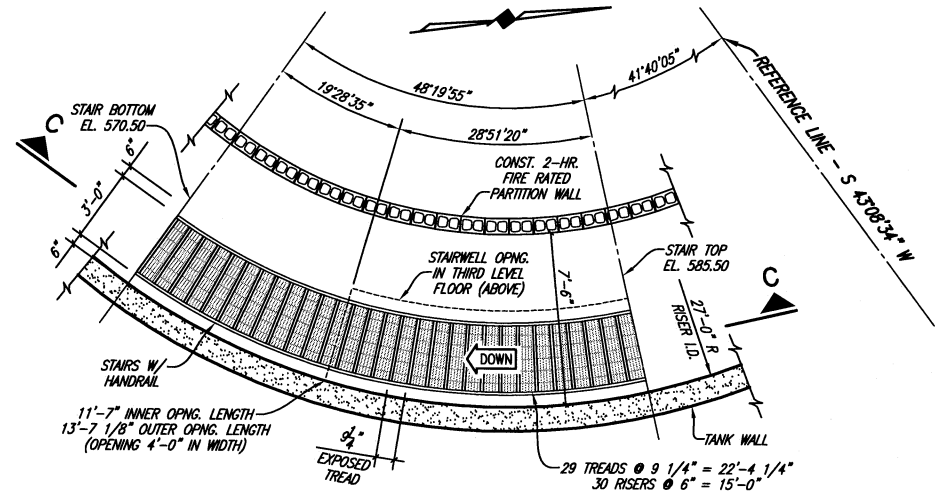 48°19'55"
41°40'05"
19°28'35"
28°51'20"
REFERENCE LINE - S 43°08'34" W
STAIR BOTTOM
EL. 570.50
C
6"
3'-0"
6"
CONST. 2-HR.
FIRE RATED
PARTITION WALL
STAIRWELL OPNG.
IN THIRD LEVEL
FLOOR (ABOVE)
7'-6"
STAIR TOP
EL. 585.50
C
27'-0" R
RISER I.D.
DOWN
STAIRS W/
HANDRAIL
11'-7" INNER OPNG. LENGTH
13'-7 1/8" OUTER OPNG. LENGTH
(OPENING 4'-0" IN WIDTH)
9 1/4"
EXPOSED
TREAD
TANK WALL
29 TREADS @ 9 1/4" = 22'-4 1/4"
30 RISERS @ 6" = 15'-0"